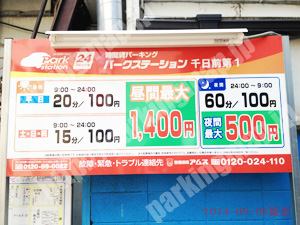 Park station
24
時間貸パーキング
パークステーション 千日前第1
9:00〜24:00
平日
20分/100円
9:00〜24:00
土・日・祝
15分/100円
昼間最大
1,400円
夜間 24:00〜9:00
60分/100円
夜間最大
500円
故障・緊急・トラブル連絡先
アムス 0120-024-110